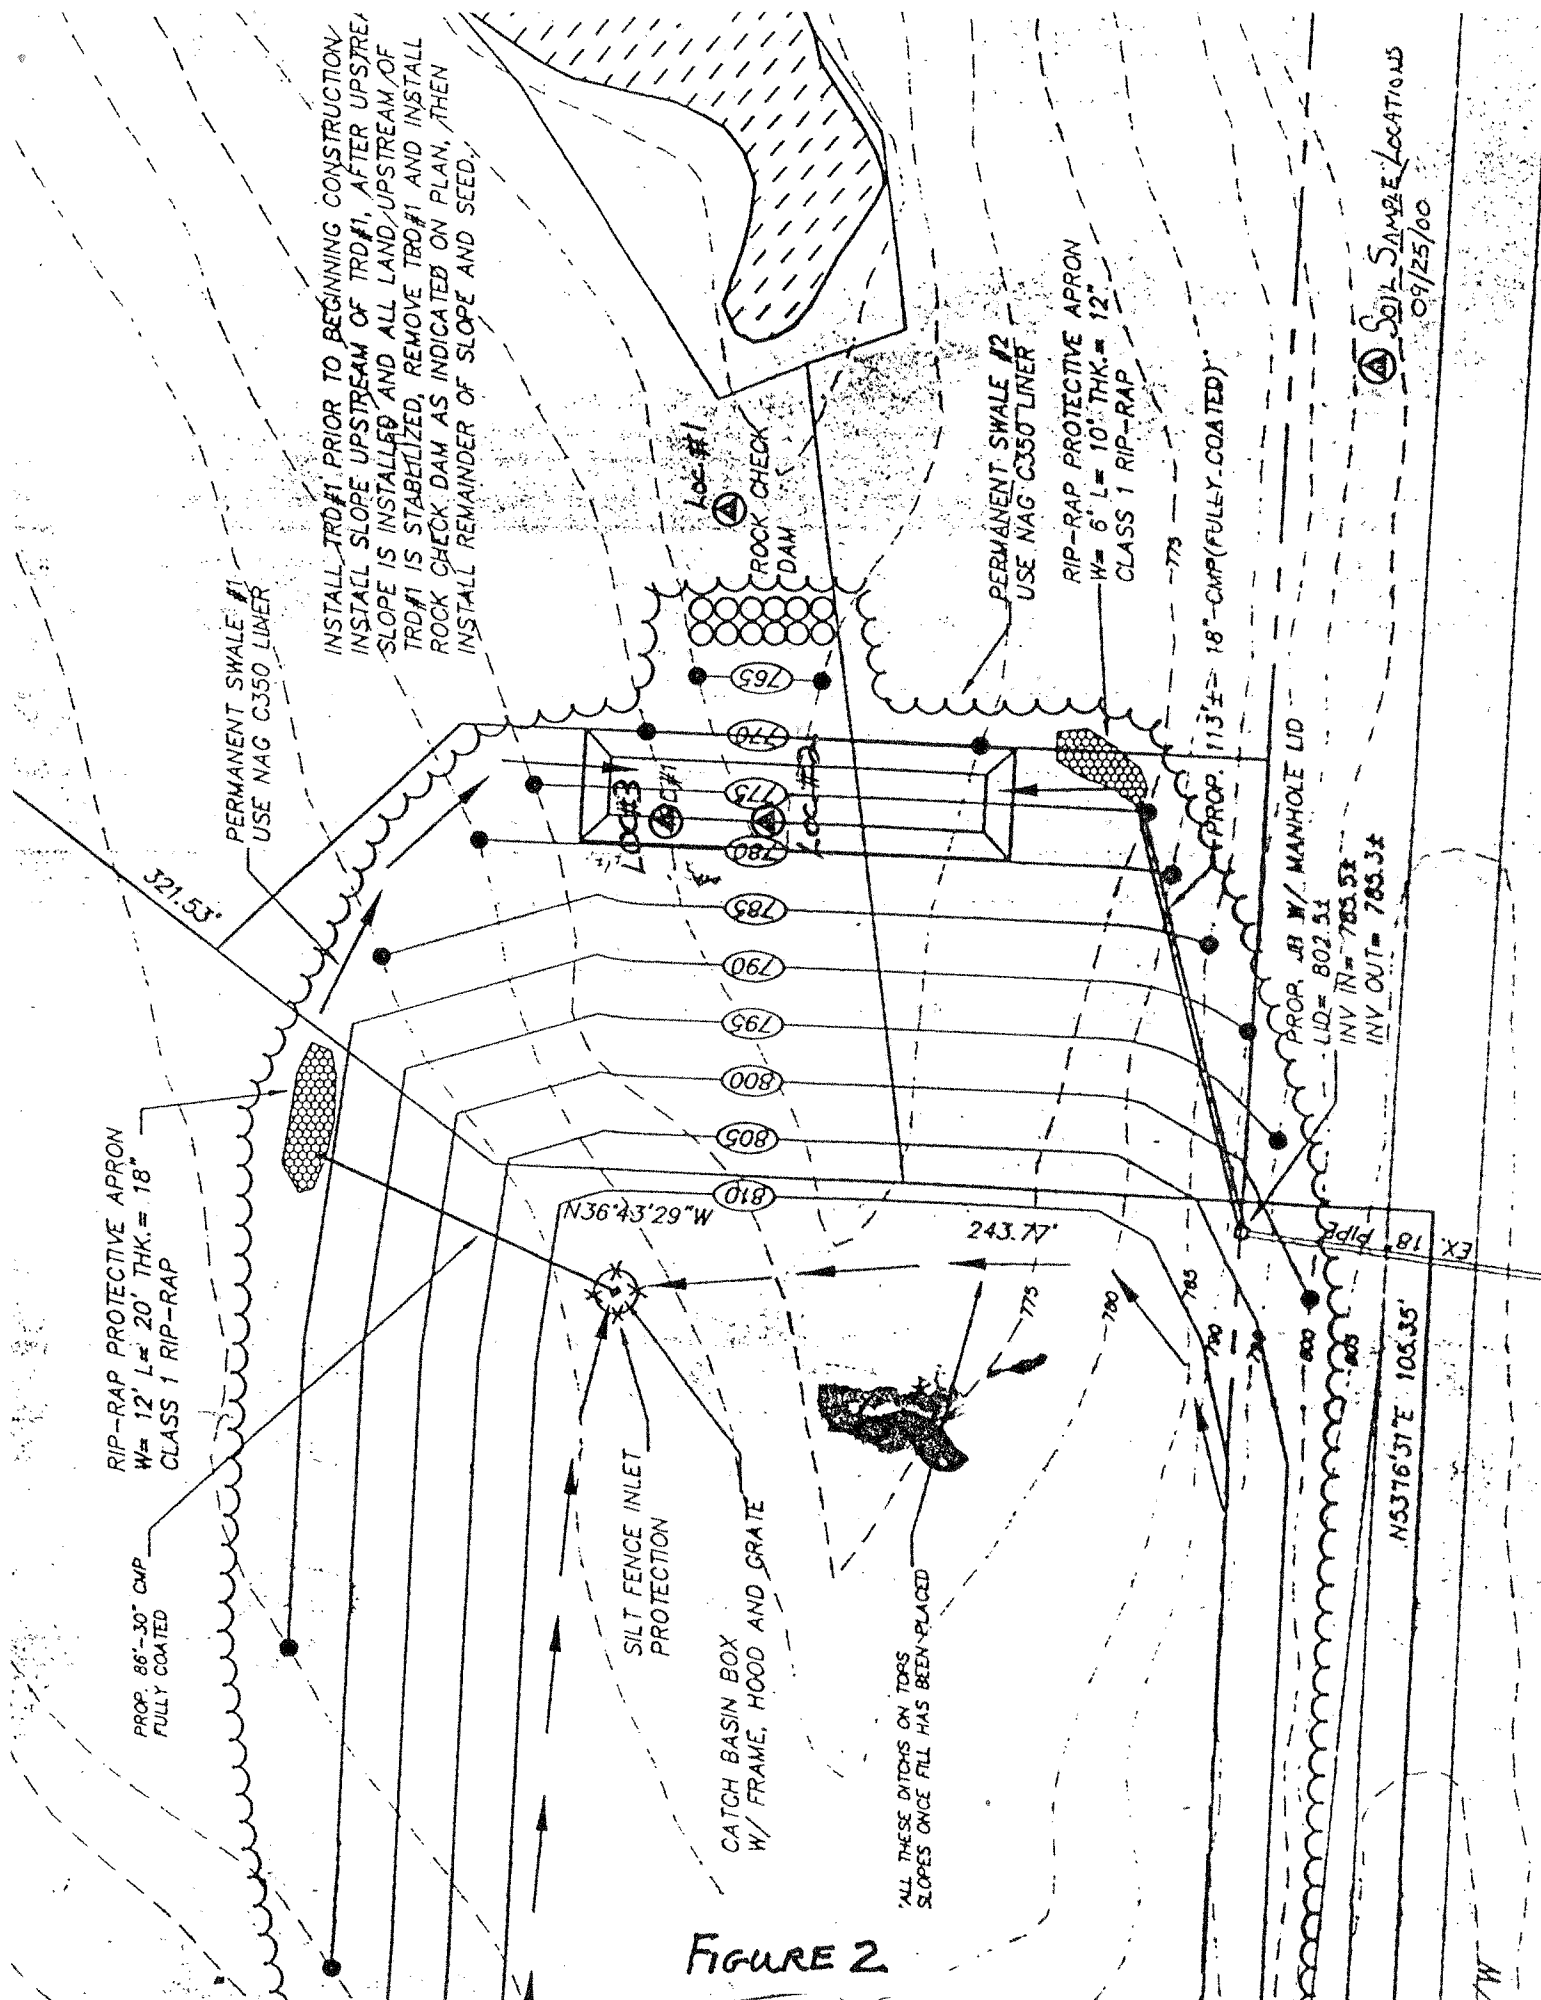 INSTALL TRD#1 PRIOR TO BEGINNING CONSTRUCTION
INSTALL SLOPE UPSTREAM OF TRD#1, AFTER UPSTREA
SLOPE IS INSTALLED AND ALL LAND UPSTREAM OF
TRD#1 IS STABILIZED, REMOVE TRD#1 AND INSTALL
ROCK CHECK DAM AS INDICATED ON PLAN, THEN
INSTALL REMAINDER OF SLOPE AND SEED.
PERMANENT SWALE #1
USE NAG C350 LINER
321.53'
RIP-RAP PROTECTIVE APRON
W= 12' L= 20' THK.= 18"
CLASS 1 RIP-RAP
PROP. 86'-30" CMP
FULLY COATED
LOC#1
ROCK CHECK
DAM
PERMANENT SWALE #2
USE NAG C350 LINER
RIP-RAP PROTECTIVE APRON
W= 6' L= 10' THK.= 12"
CLASS 1 RIP-RAP
775
PROP. 113'±- 18"-CMP(FULLY COATED)
SOIL SAMPLE LOCATIONS
09/25/00
765
770
775
780
785
790
795
800
805
810
LOC#3
LOC#2
PROP. JB W/ MANHOLE LID
LID= 802.5±
INV IN= 785.5±
INV OUT= 785.3±
N36°43'29"W
243.77'
EX. 18" PIPE
775
780
785
790
800
805
N53°16'31"E 105.35'
SILT FENCE INLET
PROTECTION
CATCH BASIN BOX
W/ FRAME, HOOD AND GRATE
*ALL THESE DITCHS ON TOPS
SLOPES ONCE FILL HAS BEEN PLACED
FIGURE 2